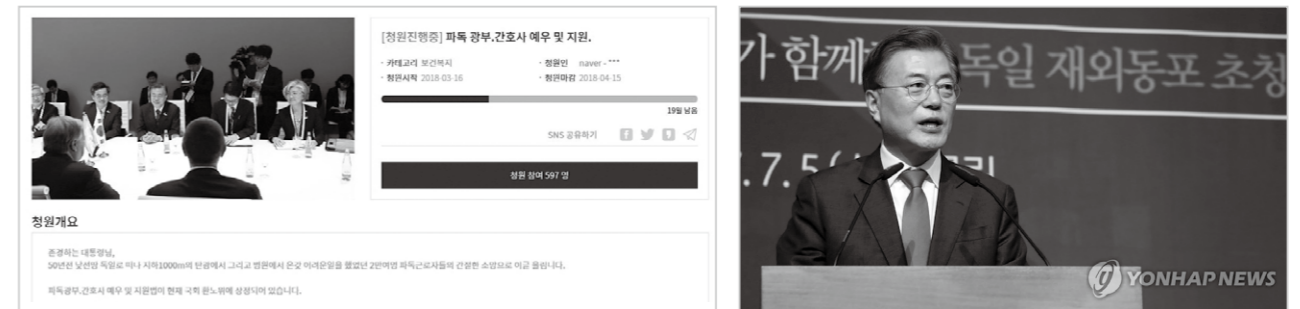 [청원진행중] 파독 광부.간호사 예우 및 지원.
· 카테고리 보건복지
· 청원인 naver - ***
· 청원시작 2018-03-16
· 청원마감 2018-04-15
19일 남음
SNS 공유하기
청원 참여 597 명
청원개요
존경하는 대통령님,
50년전 낯선땅 독일로 떠나 지하1000m의 탄광에서 그리고 병원에서 온갖 어려운일을 했었던 2만여명 파독근로자들의 간절한 소망으로 이글 올립니다.
파독광부.간호사 예우 및 지원법이 현재 국회 환노위에 상정되어 있습니다.
가 함께 독일 재외동포 초청
.7.5(
YONHAP NEWS